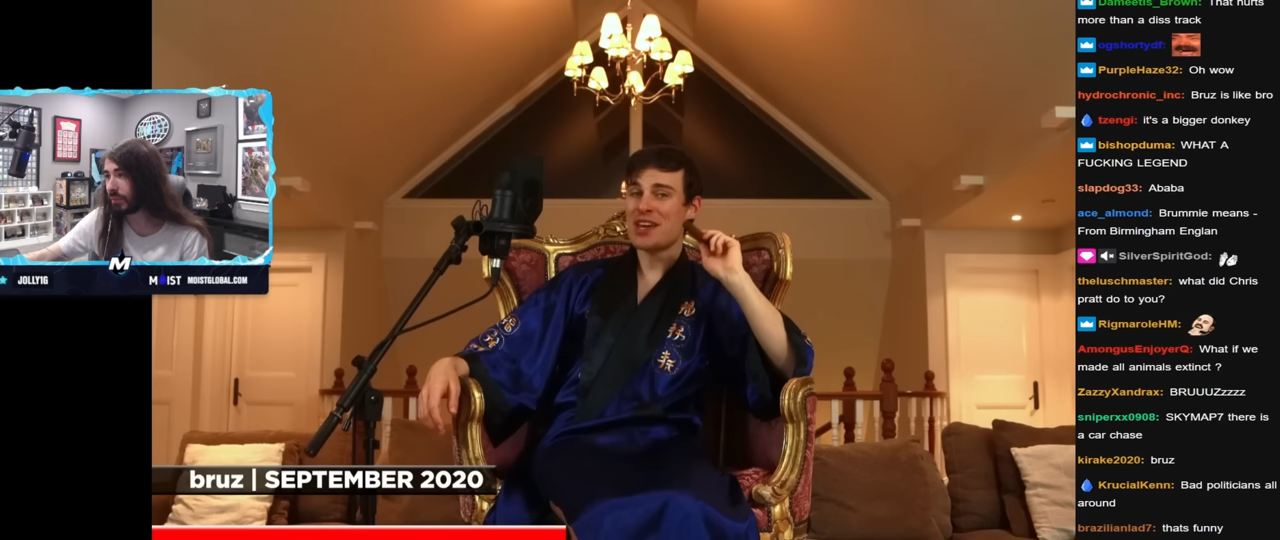 JOLLY1G
M
MOIST MOISTGLOBAL.COM
bruz | SEPTEMBER 2020
Dameetis_Brown: That hurts
more than a diss track
ogshortydf:
PurpleHaze32: Oh wow
hydrochronic_inc: Bruz is like bro
tzengi: it's a bigger donkey
bishopduma: WHAT A
FUCKING LEGEND
slapdog33: Ababa
ace_almond: Brummie means -
From Birmingham Englan
SilverSpiritGod:
theluschmaster: what did Chris
pratt do to you?
RigmaroleHM:
AmongusEnjoyerQ: What if we
made all animals extinct ?
ZazzyXandrax: BRUUUZzzzz
sniperxx0908: SKYMAP7 there is
a car chase
kirake2020: bruz
KrucialKenn: Bad politicians all
around
brazilianlad7: thats funny